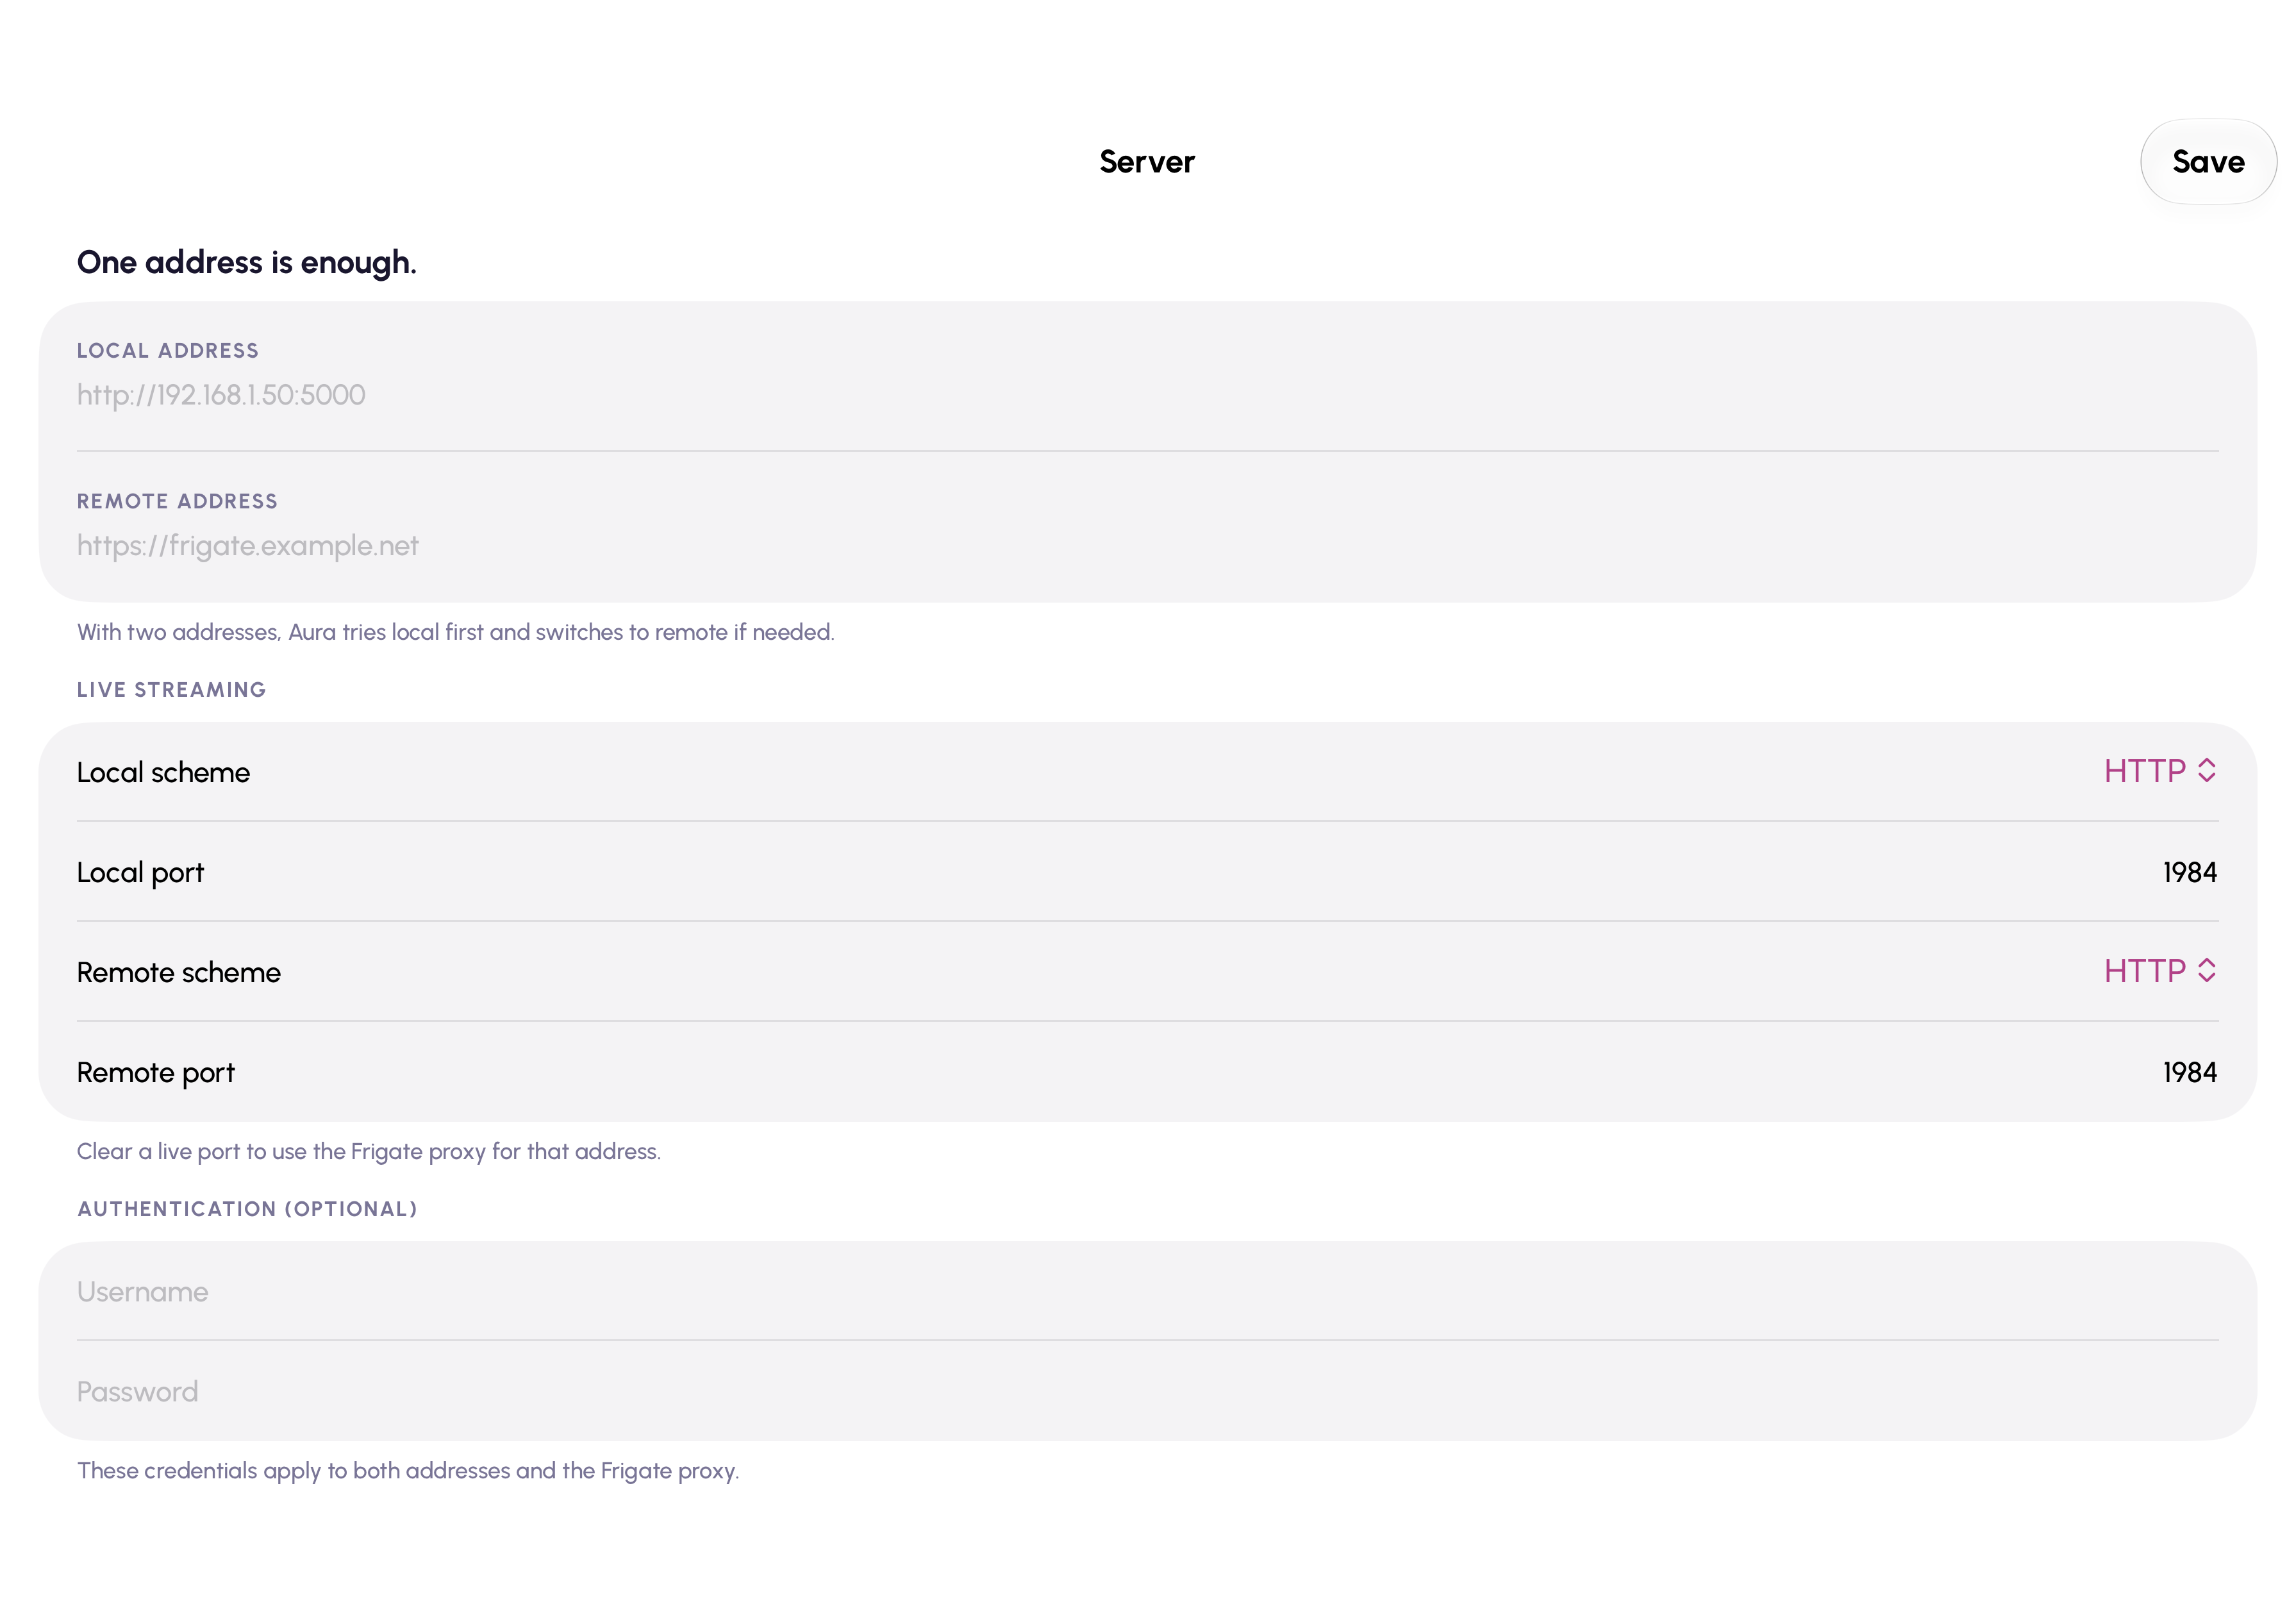 Server
Save
One address is enough.
LOCAL ADDRESS
http://192.168.1.50:5000
REMOTE ADDRESS
https://frigate.example.net
With two addresses, Aura tries local first and switches to remote if needed.
LIVE STREAMING
Local scheme
HTTP
Local port
1984
Remote scheme
HTTP
Remote port
1984
Clear a live port to use the Frigate proxy for that address.
AUTHENTICATION (OPTIONAL)
Username
Password
These credentials apply to both addresses and the Frigate proxy.